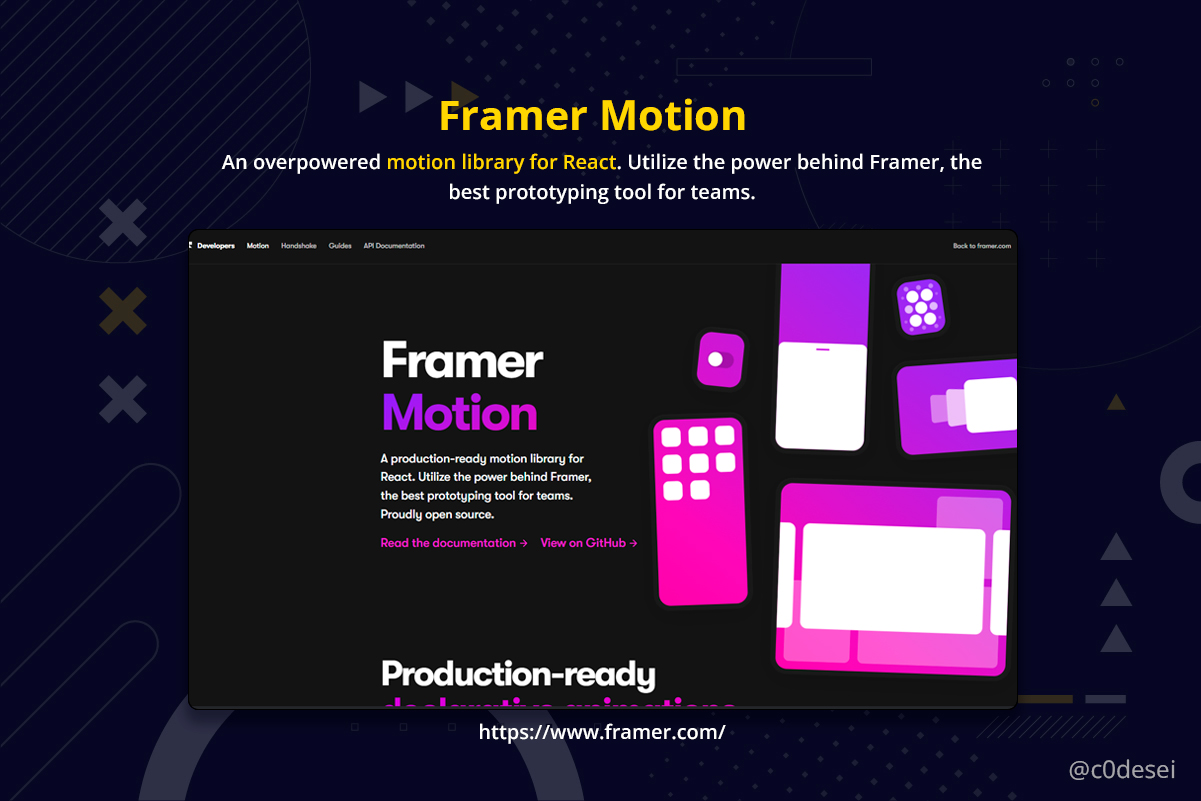 Framer Motion
An overpowered motion library for React. Utilize the power behind Framer, the
best prototyping tool for teams.
Developers Motion Handshake Guides API Documentation Back to framer.com
Framer
Motion
A production-ready motion library for
React. Utilize the power behind Framer,
the best prototyping tool for teams.
Proudly open source.
Read the documentation → View on GitHub →
Production-ready
declarative animations
https://www.framer.com/
@c0desei